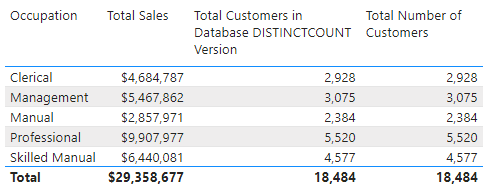 Occupation Total Sales Total Customers in Total Number of
Database DISTINCTCOUNT Customers
Version
Clerical $4,684,787 2,928 2,928
Management $5,467,862 3,075 3,075
Manual $2,857,971 2,384 2,384
Professional $9,907,977 5,520 5,520
Skilled Manual $6,440,081 4,577 4,577
Total $29,358,677 18,484 18,484